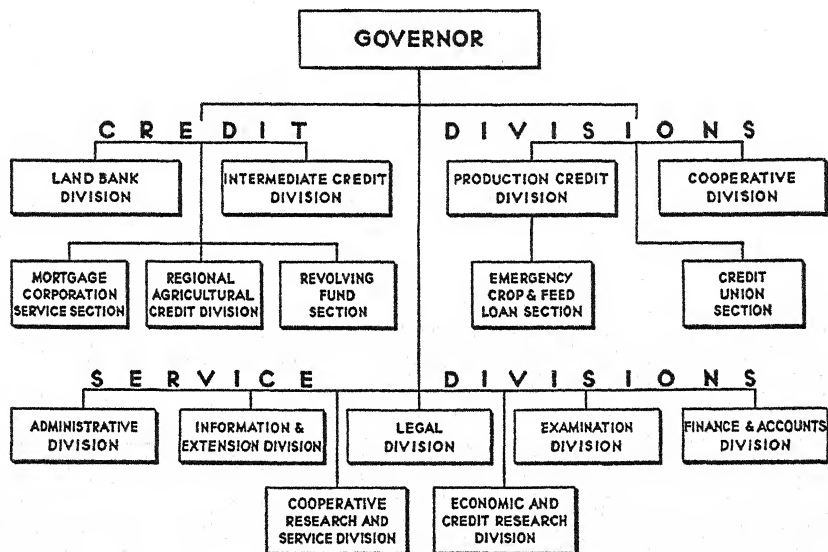 GOVERNOR
CREDIT DIVISIONS
LAND BANK
DIVISION
INTERMEDIATE CREDIT
DIVISION
PRODUCTION CREDIT
DIVISION
COOPERATIVE
DIVISION
MORTGAGE
CORPORATION
SERVICE SECTION
REGIONAL
AGRICULTURAL
CREDIT DIVISION
REVOLVING
FUND
SECTION
EMERGENCY
CROP & FEED
LOAN SECTION
CREDIT
UNION
SECTION
SERVICE DIVISIONS
ADMINISTRATIVE
DIVISION
INFORMATION &
EXTENSION DIVISION
LEGAL
DIVISION
EXAMINATION
DIVISION
FINANCE & ACCOUNTS
DIVISION
COOPERATIVE
RESEARCH AND
SERVICE DIVISION
ECONOMIC AND
CREDIT RESEARCH
DIVISION